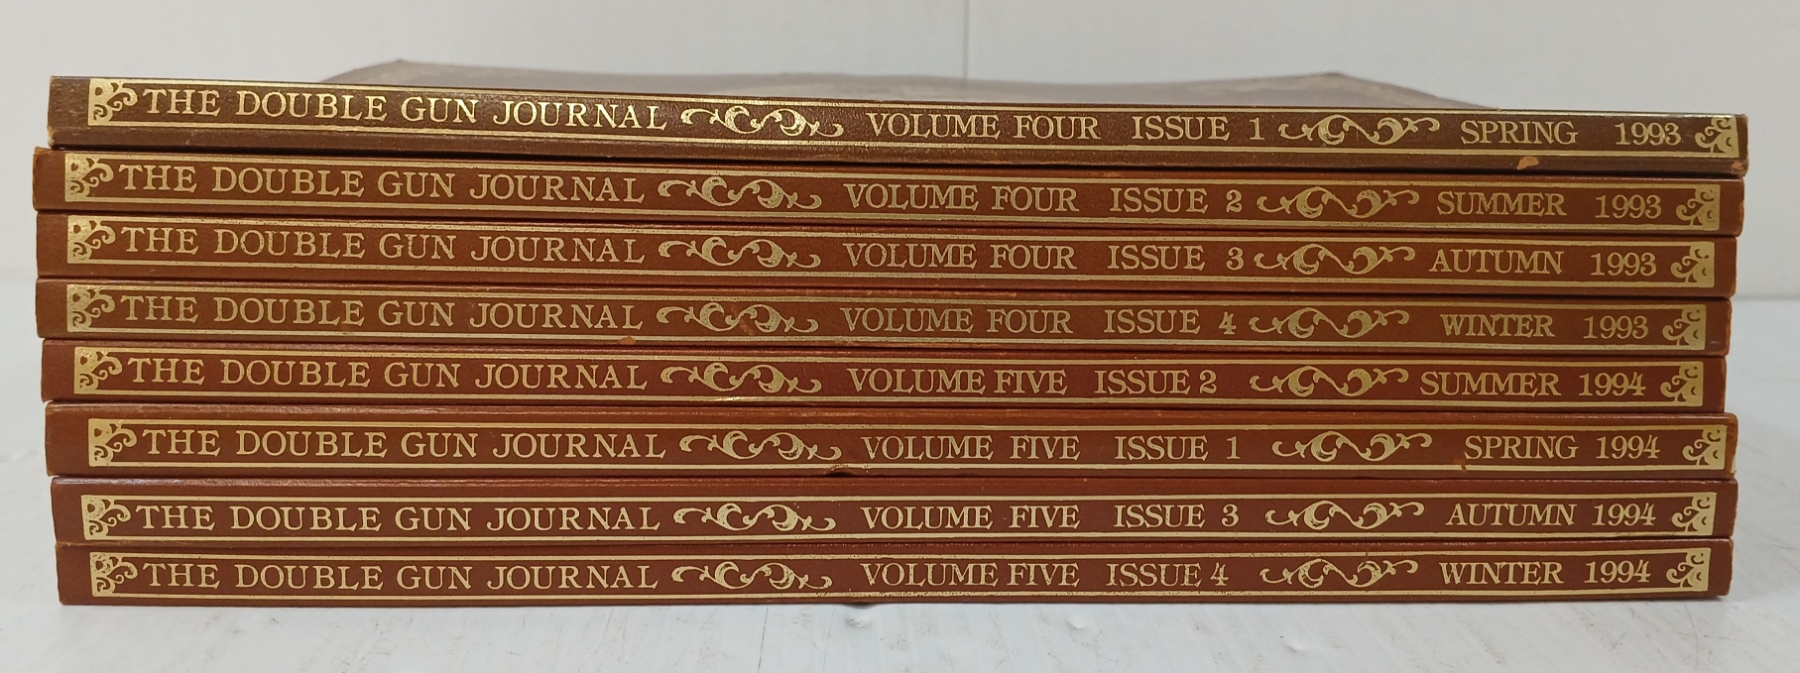 THE DOUBLE GUN JOURNAL VOLUME FOUR ISSUE 1 SPRING 1993
THE DOUBLE GUN JOURNAL VOLUME FOUR ISSUE 2 SUMMER 1993
THE DOUBLE GUN JOURNAL VOLUME FOUR ISSUE 3 AUTUMN 1993
THE DOUBLE GUN JOURNAL VOLUME FOUR ISSUE 4 WINTER 1993
THE DOUBLE GUN JOURNAL VOLUME FIVE ISSUE 2 SUMMER 1994
THE DOUBLE GUN JOURNAL VOLUME FIVE ISSUE 1 SPRING 1994
THE DOUBLE GUN JOURNAL VOLUME FIVE ISSUE 3 AUTUMN 1994
THE DOUBLE GUN JOURNAL VOLUME FIVE ISSUE 4 WINTER 1994